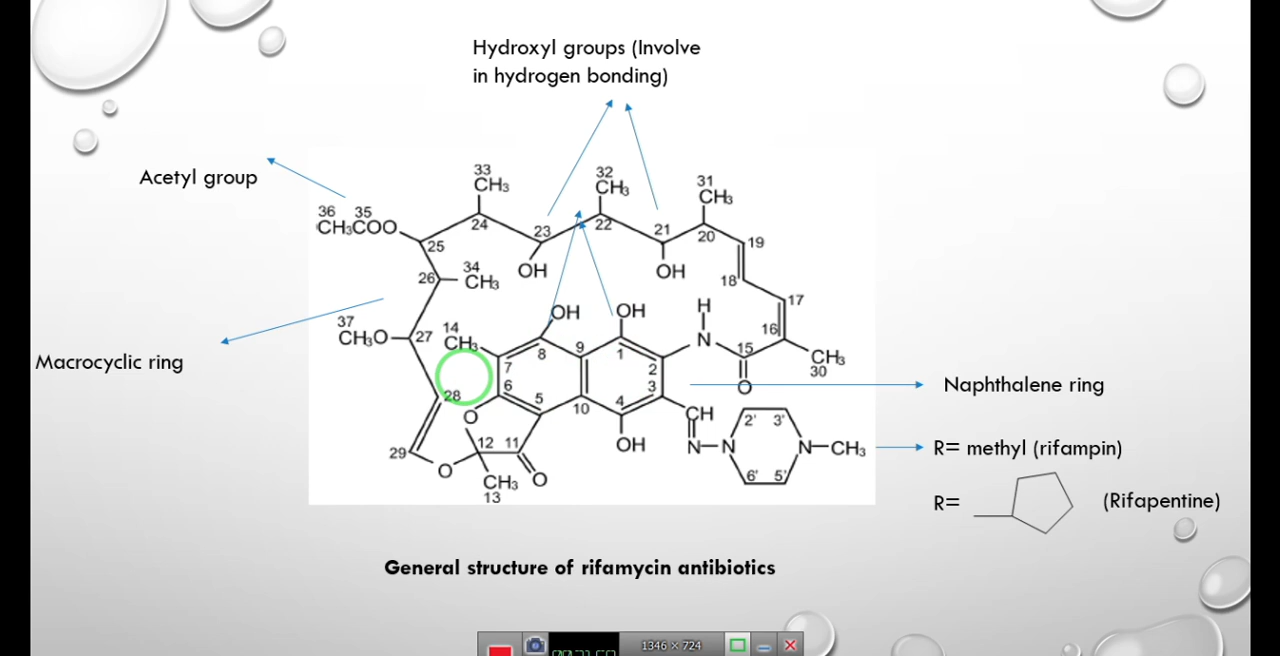 Hydroxyl groups (Involve
in hydrogen bonding)
Acetyl group
33
CH₃
32
CH₃
31
CH₃
36 35
CH₃COO
24
23
22
21
20
19
25
OH
OH
26
34
CH₃
18
17
H
OH
OH
37
CH₃O
27
14
CH₃
16
N
15
CH₃
30
8
9
1
7
2
O
Macrocyclic ring
Naphthalene ring
28
6
5
10
4
3
CH
2' 3'
O
OH
N
N
N
CH₃
R= methyl (rifampin)
29
12
11
O
O
CH₃
13
6' 5'
R=
(Rifapentine)
General structure of rifamycin antibiotics
1346 × 724